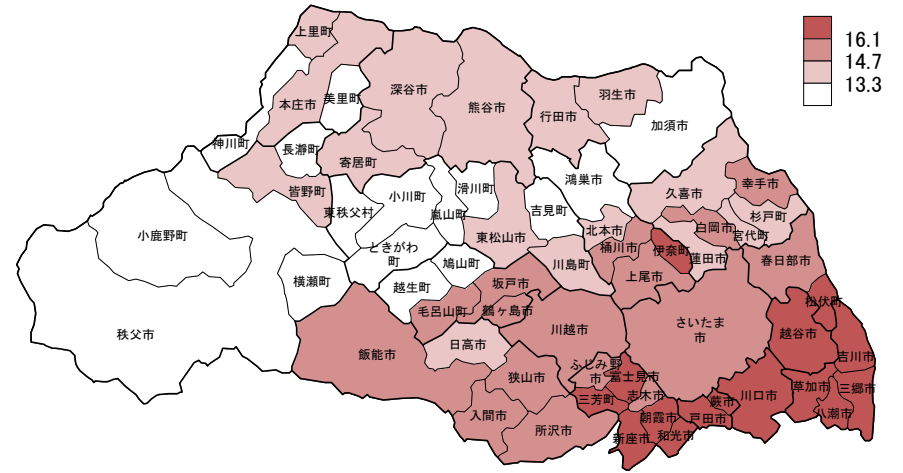 上里町
16.1
14.7
13.3
本庄市
美里町
深谷市
熊谷市
羽生市
行田市
加須市
神川町
長瀞町
寄居町
皆野町
小川町
滑川町
嵐山町
鴻巣市
久喜市
幸手市
東秩父村
吉見町
杉戸町
小鹿野町
東松山市
北本市
白岡市
宮代町
ときがわ
町
桶川市
伊奈町
蓮田市
鳩山町
川島町
春日部市
横瀬町
越生町
坂戸市
上尾市
毛呂山町
鶴ヶ島市
松伏町
秩父市
川越市
さいたま
市
越谷市
日高市
飯能市
吉川市
ふじみ野
市
狭山市
富士見市
三芳町
志木市
川口市
草加市
三郷市
蕨市
入間市
所沢市
朝霞市
戸田市
八潮市
新座市
和光市